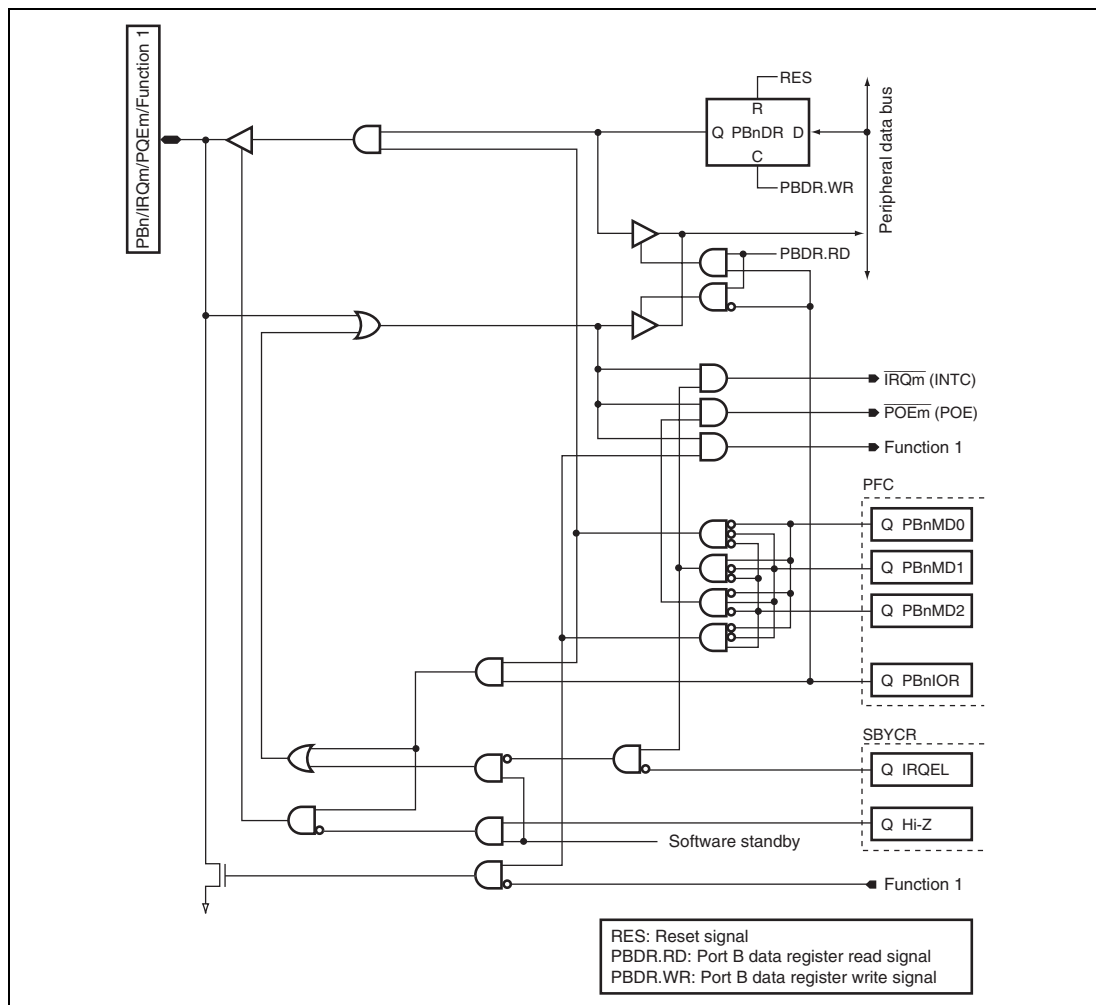 PBn/IRQm/PQEm/Function 1
RES
R
Q PBnDR D
C
PBDR.WR
Peripheral data bus
PBDR.RD
IRQm (INTC)
POEm (POE)
Function 1
PFC
Q PBnMD0
Q PBnMD1
Q PBnMD2
Q PBnIOR
SBYCR
Q IRQEL
Q Hi-Z
Software standby
Function 1
RES: Reset signal
PBDR.RD: Port B data register read signal
PBDR.WR: Port B data register write signal